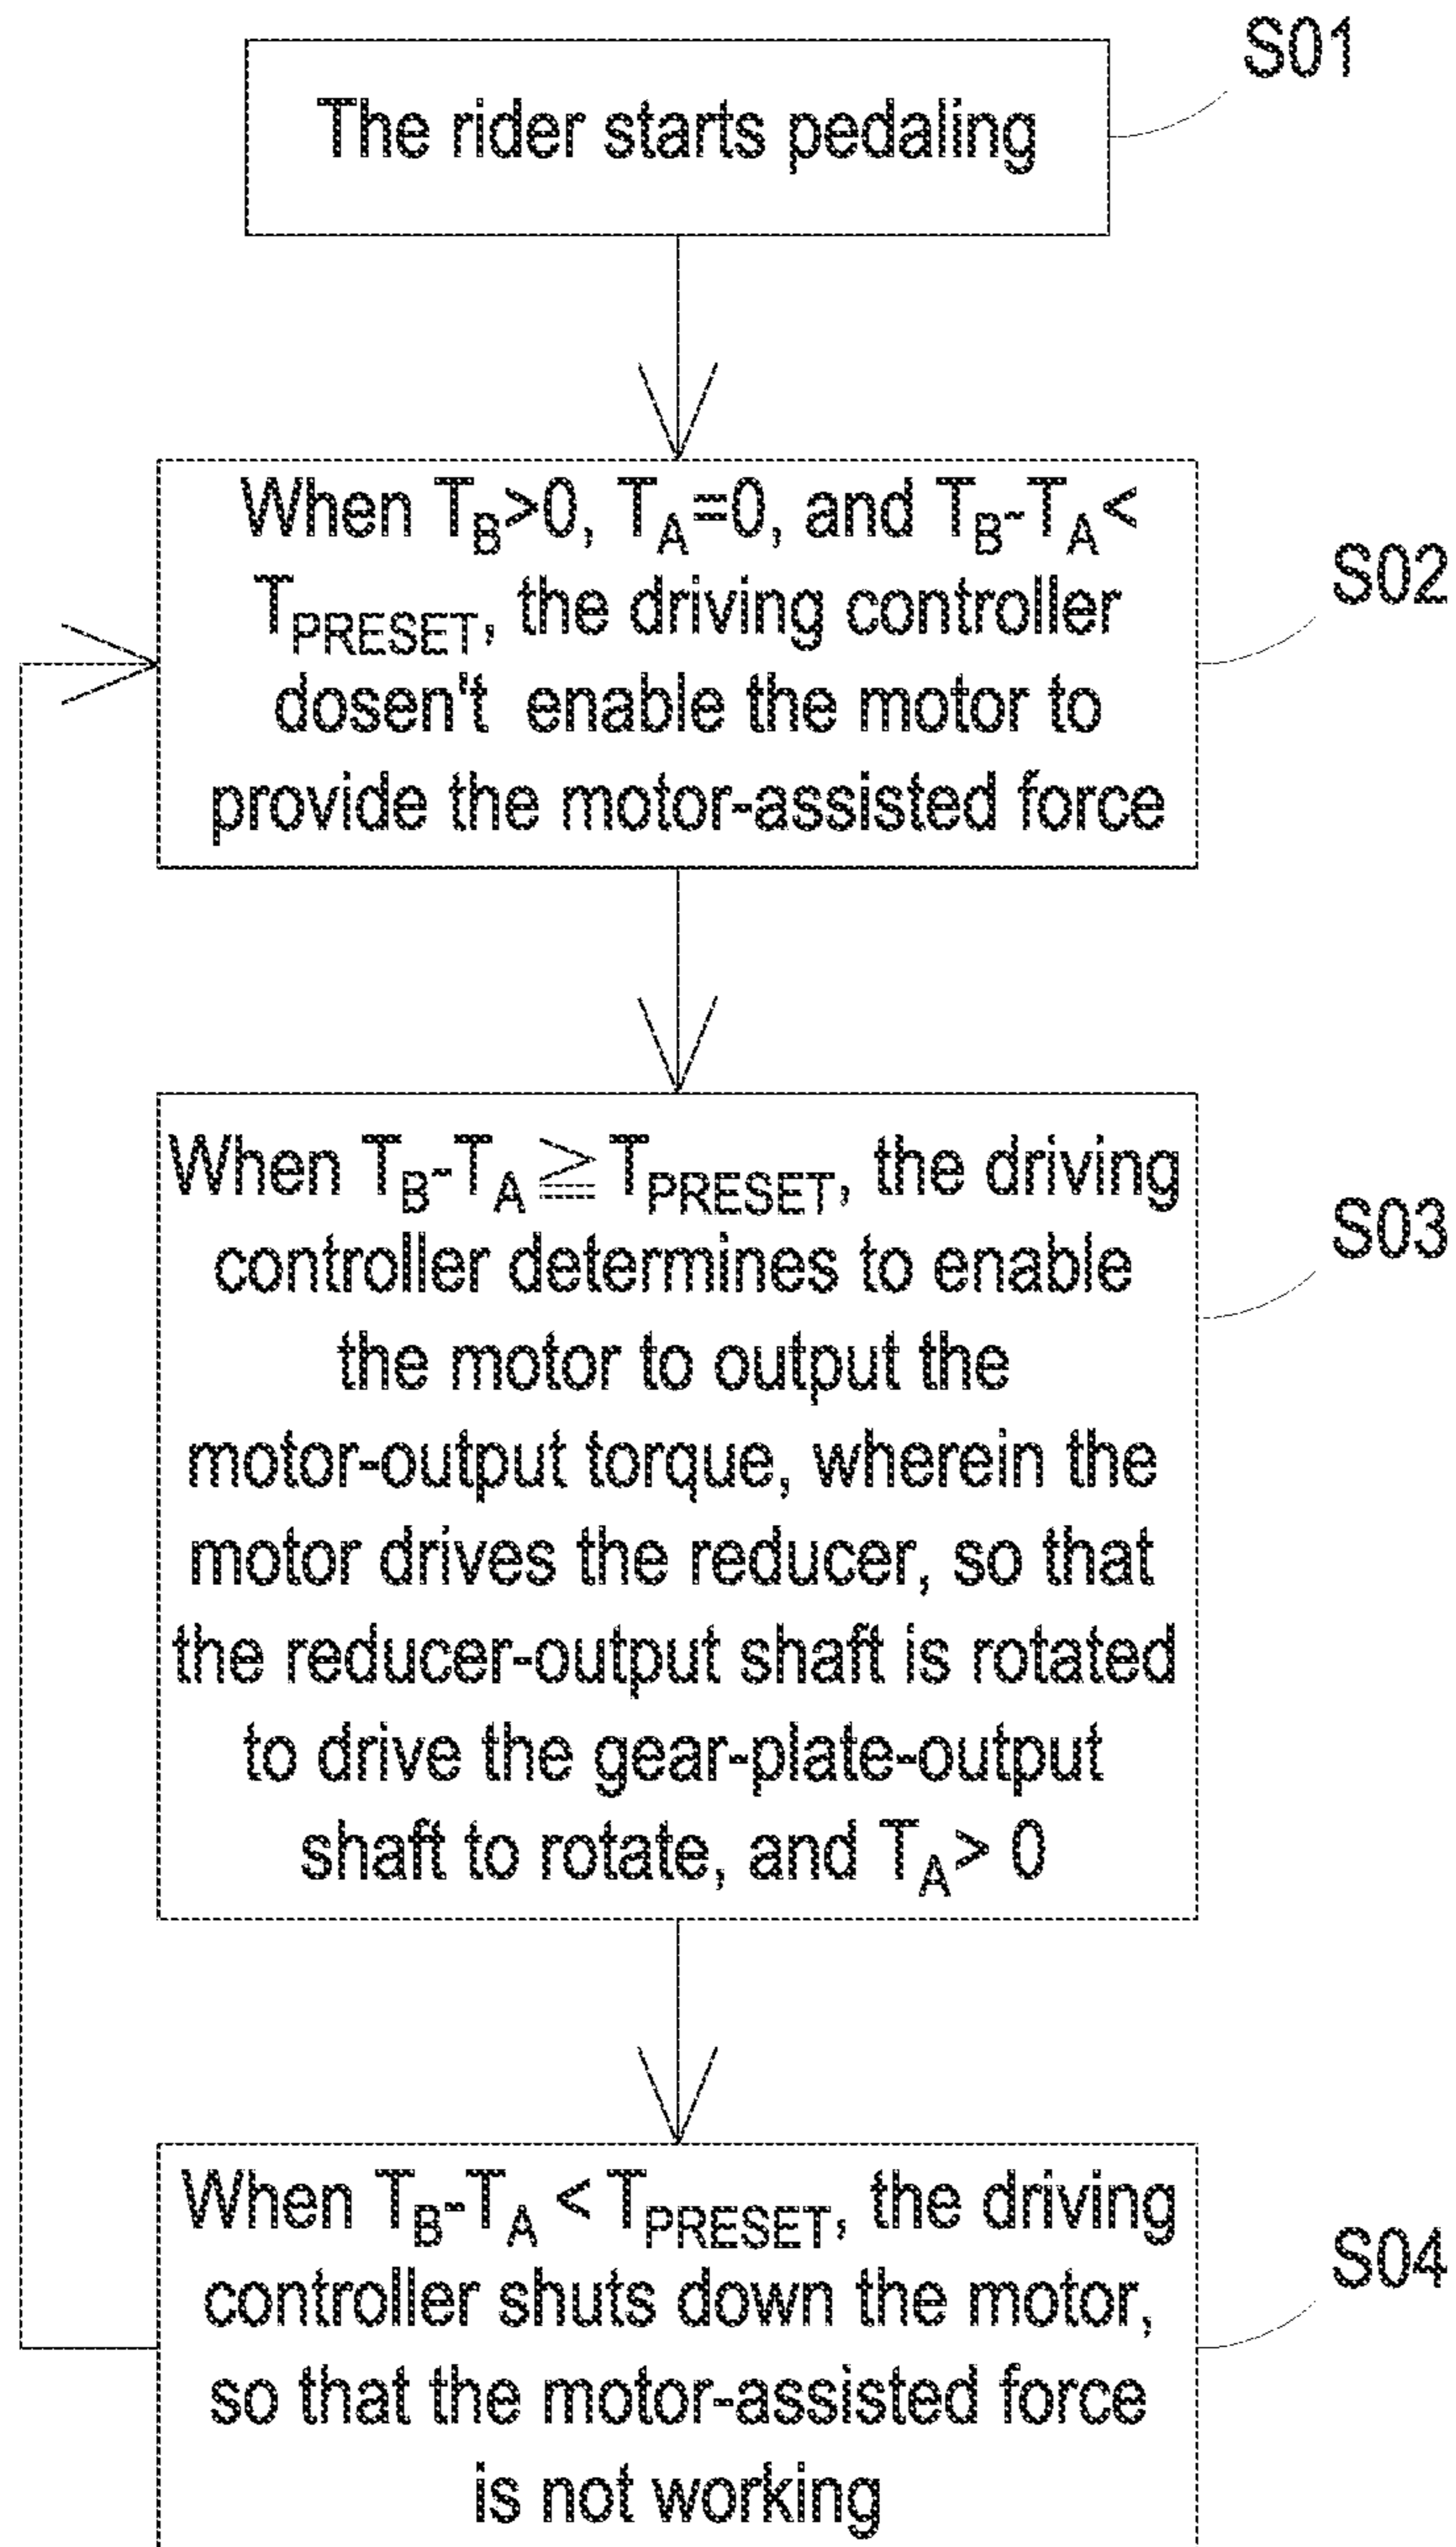 S01
The rider starts pedaling
When TB>0, TA=0, and TB-TA<
TPRESET, the driving controller
dosen't enable the motor to
provide the motor-assisted force
S02
When TB-TA ≧ TPRESET, the driving
controller determines to enable
the motor to output the
motor-output torque, wherein the
motor drives the reducer, so that
the reducer-output shaft is rotated
to drive the gear-plate-output
shaft to rotate, and TA> 0
S03
When TB-TA < TPRESET, the driving
controller shuts down the motor,
so that the motor-assisted force
is not working
S04